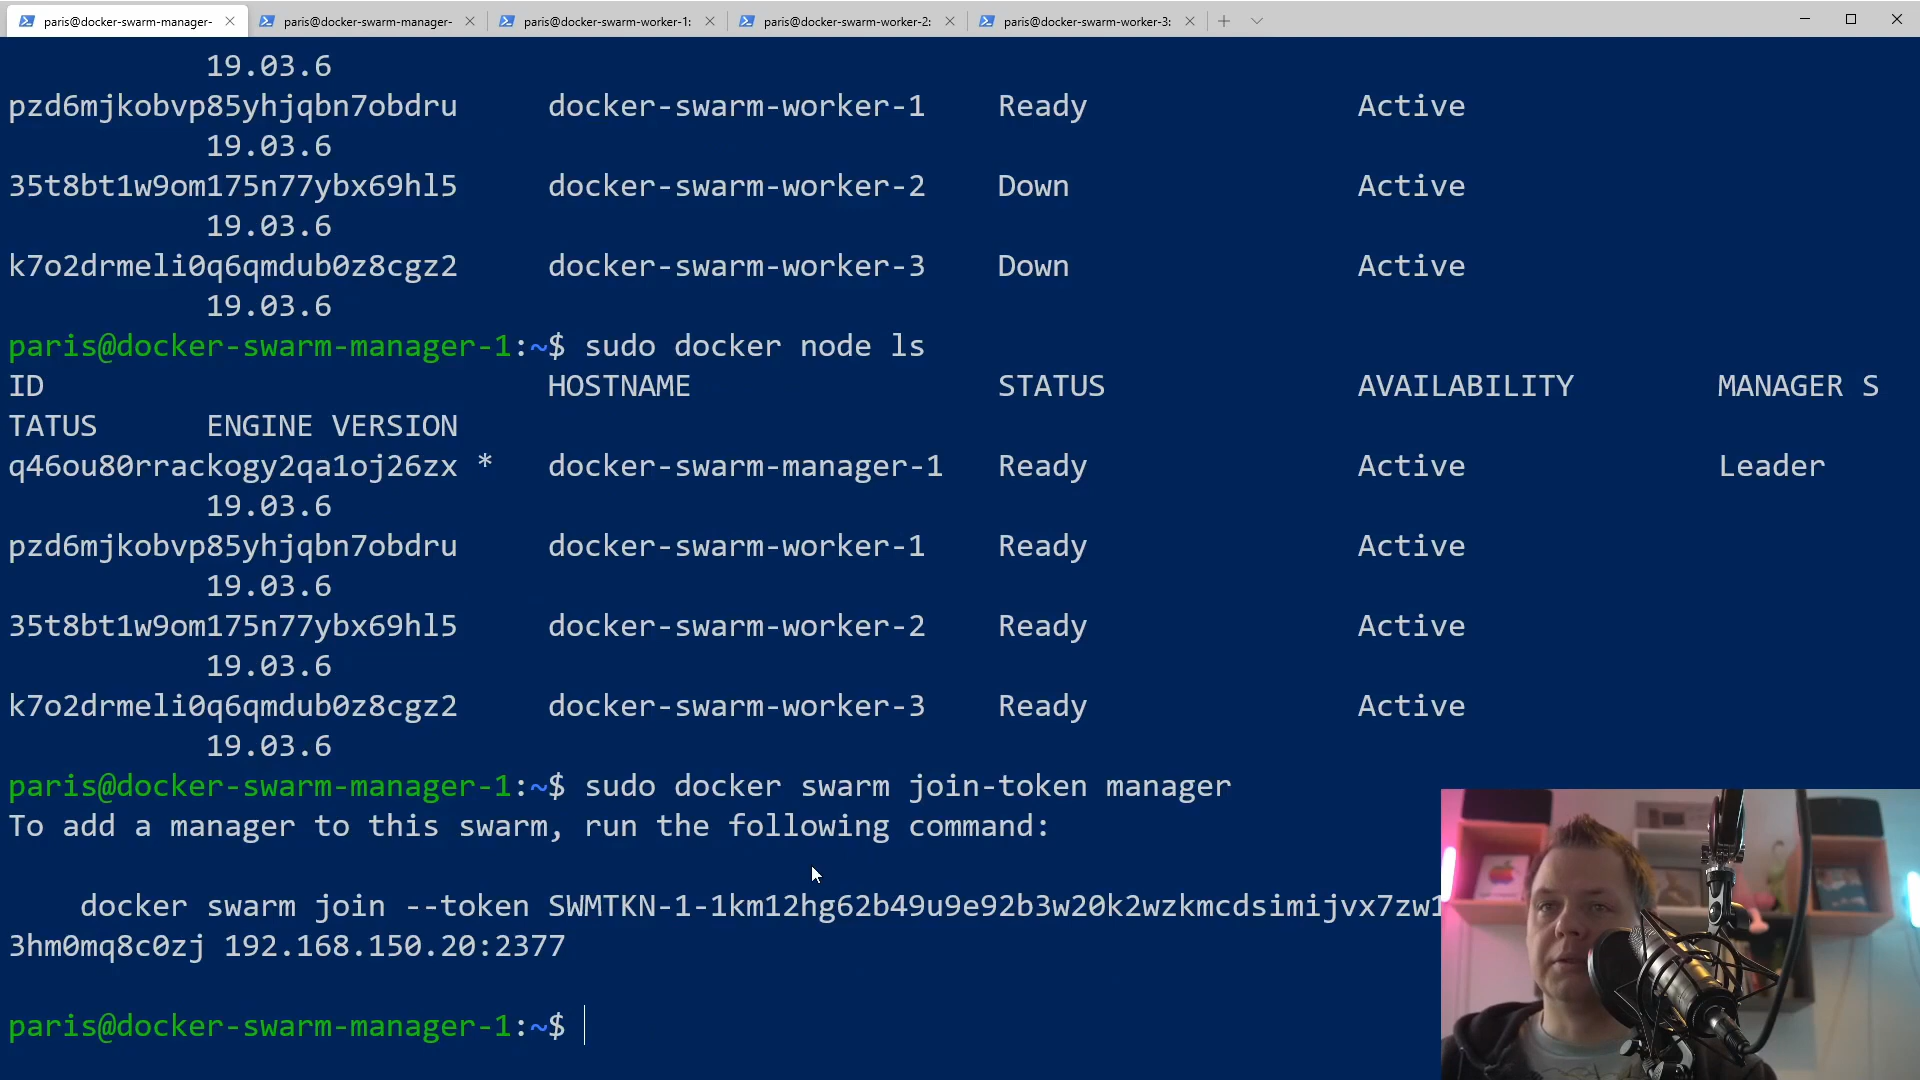 paris@docker-swarm-manager- paris@docker-swarm-manager- paris@docker-swarm-worker-1: paris@docker-swarm-worker-2: paris@docker-swarm-worker-3:
19.03.6
pzd6mjkobvp85yhjqbn7obdru docker-swarm-worker-1 Ready Active
19.03.6
35t8bt1w9om175n77ybx69hl5 docker-swarm-worker-2 Down Active
19.03.6
k7o2drmeli0q6qmdub0z8cgz2 docker-swarm-worker-3 Down Active
19.03.6
paris@docker-swarm-manager-1:~$ sudo docker node ls
ID HOSTNAME STATUS AVAILABILITY MANAGER S
TATUS ENGINE VERSION
q46ou80rrackogy2qa1oj26zx * docker-swarm-manager-1 Ready Active Leader
19.03.6
pzd6mjkobvp85yhjqbn7obdru docker-swarm-worker-1 Ready Active
19.03.6
35t8bt1w9om175n77ybx69hl5 docker-swarm-worker-2 Ready Active
19.03.6
k7o2drmeli0q6qmdub0z8cgz2 docker-swarm-worker-3 Ready Active
19.03.6
paris@docker-swarm-manager-1:~$ sudo docker swarm join-token manager
To add a manager to this swarm, run the following command:
docker swarm join --token SWMTKN-1-1km12hg62b49u9e92b3w20k2wzkmcdsimijvx7zw1
3hm0mq8c0zj 192.168.150.20:2377
paris@docker-swarm-manager-1:~$